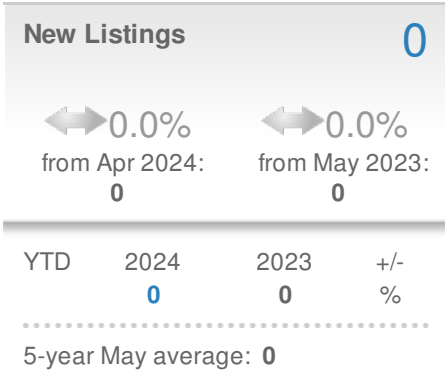 New Listings 0
0.0% 0.0%
from Apr 2024: from May 2023:
0 0
YTD 2024 2023 +/-
0 0 %
5-year May average: 0